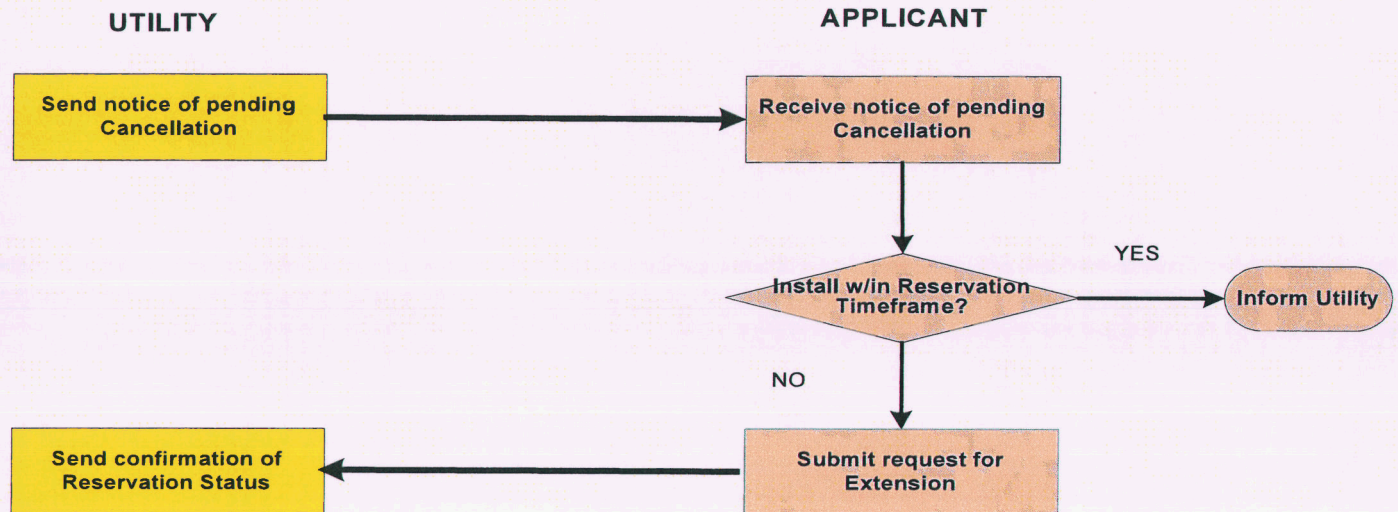 UTILITY
APPLICANT
Send notice of pending
Cancellation
Receive notice of pending
Cancellation
Install w/in Reservation
Timeframe?
YES
Inform Utility
NO
Send confirmation of
Reservation Status
Submit request for
Extension